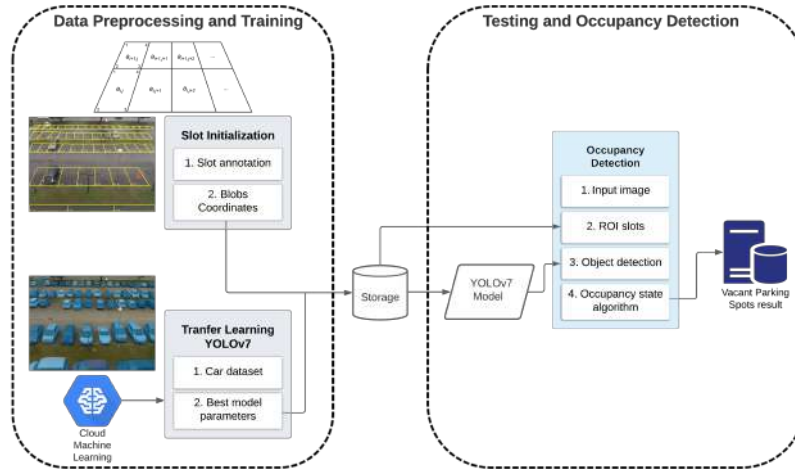 Data Preprocessing and Training
Testing and Occupancy Detection
Slot Initialization
1. Slot annotation
2. Blobs
Coordinates
Tranfer Learning
YOLOv7
1. Car dataset
2. Best model
parameters
Cloud
Machine
Learning
Storage
YOLOv7
Model
Occupancy
Detection
1. Input image
2. ROI slots
3. Object detection
4. Occupancy state
algorithm
Vacant Parking
Spots result